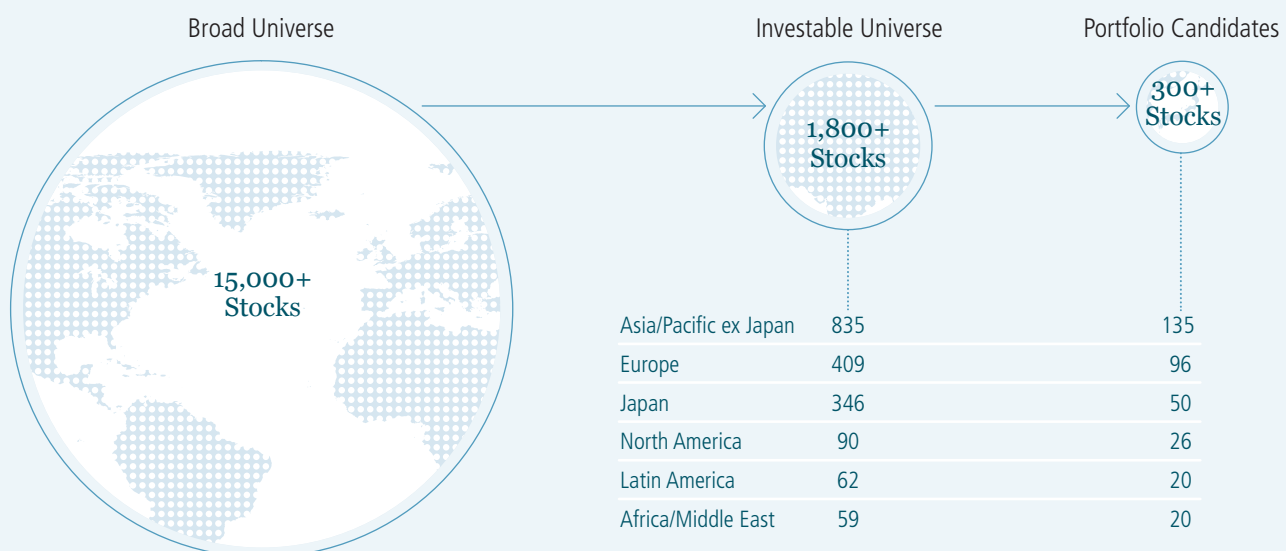 Broad Universe
Investable Universe
Portfolio Candidates
15,000+
Stocks
1,800+
Stocks
300+
Stocks
Asia/Pacific ex Japan 835 135
Europe 409 96
Japan 346 50
North America 90 26
Latin America 62 20
Africa/Middle East 59 20